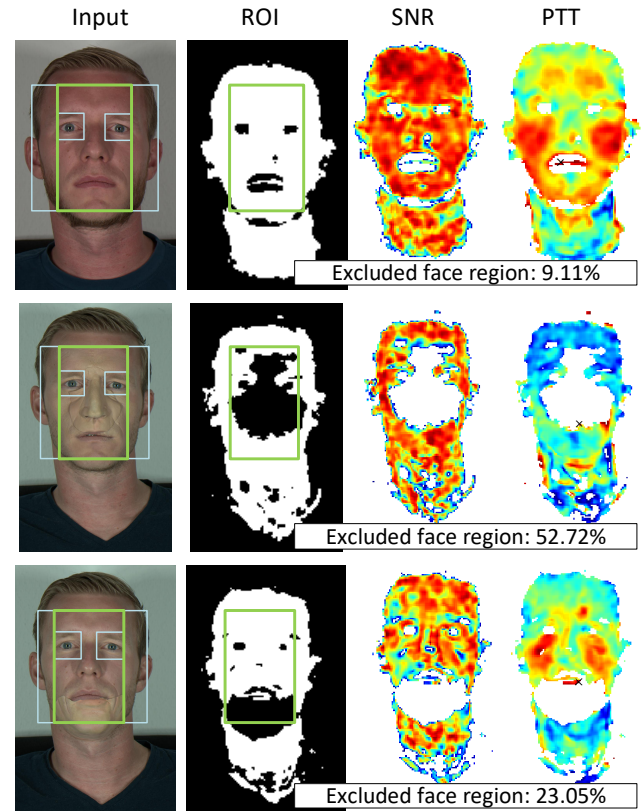 Input ROI SNR PTT
Excluded face region: 9.11%
Excluded face region: 52.72%
Excluded face region: 23.05%